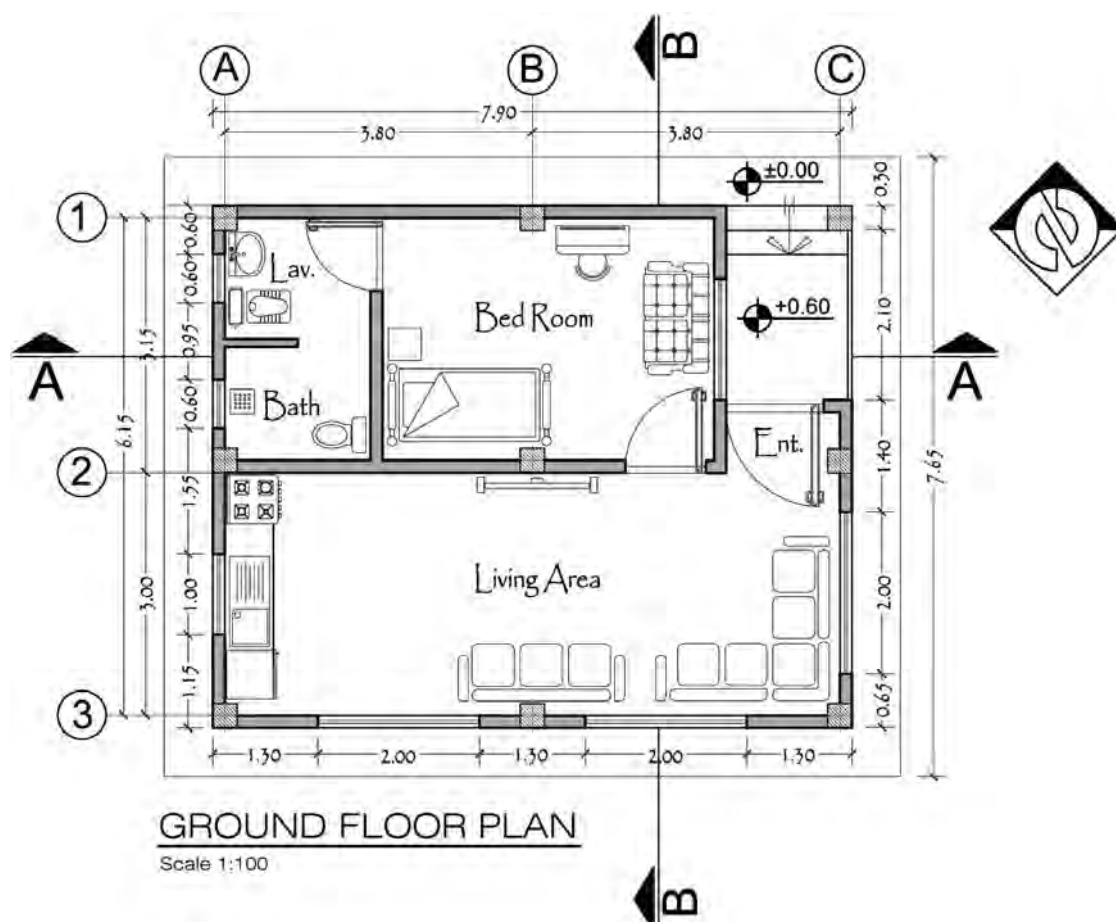 B
A
B
C
7.90
3.80
3.80
±0.00
0.30
1
0.60
Lav.
0.60
Bed Room
+0.60
2.10
3.15
0.95
A
A
6.15
0.60
Bath
Ent.
1.40
2
7.65
1.55
Living Area
3.00
1.00
2.00
1.15
0.65
3
1.30
2.00
1.30
2.00
1.30
GROUND FLOOR PLAN
Scale 1:100
B